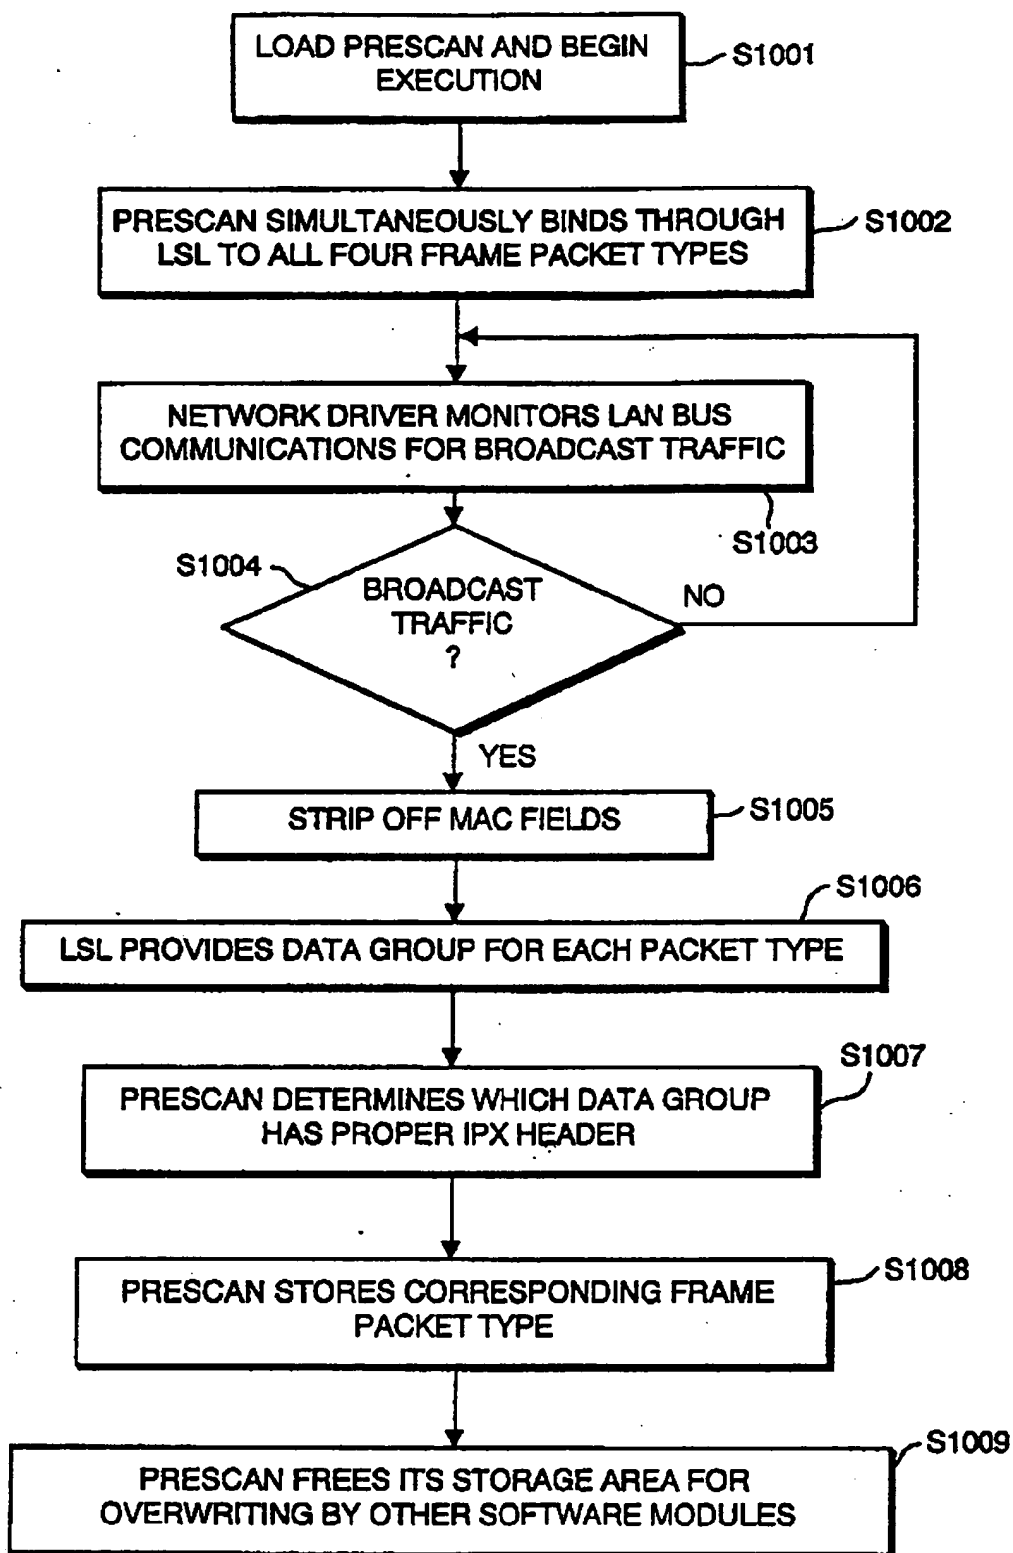 LOAD PRESCAN AND BEGIN
EXECUTION
S1001
PRESCAN SIMULTANEOUSLY BINDS THROUGH
LSL TO ALL FOUR FRAME PACKET TYPES
S1002
NETWORK DRIVER MONITORS LAN BUS
COMMUNICATIONS FOR BROADCAST TRAFFIC
S1003
S1004
BROADCAST
TRAFFIC
?
NO
YES
STRIP OFF MAC FIELDS
S1005
S1006
LSL PROVIDES DATA GROUP FOR EACH PACKET TYPE
S1007
PRESCAN DETERMINES WHICH DATA GROUP
HAS PROPER IPX HEADER
S1008
PRESCAN STORES CORRESPONDING FRAME
PACKET TYPE
S1009
PRESCAN FREES ITS STORAGE AREA FOR
OVERWRITING BY OTHER SOFTWARE MODULES